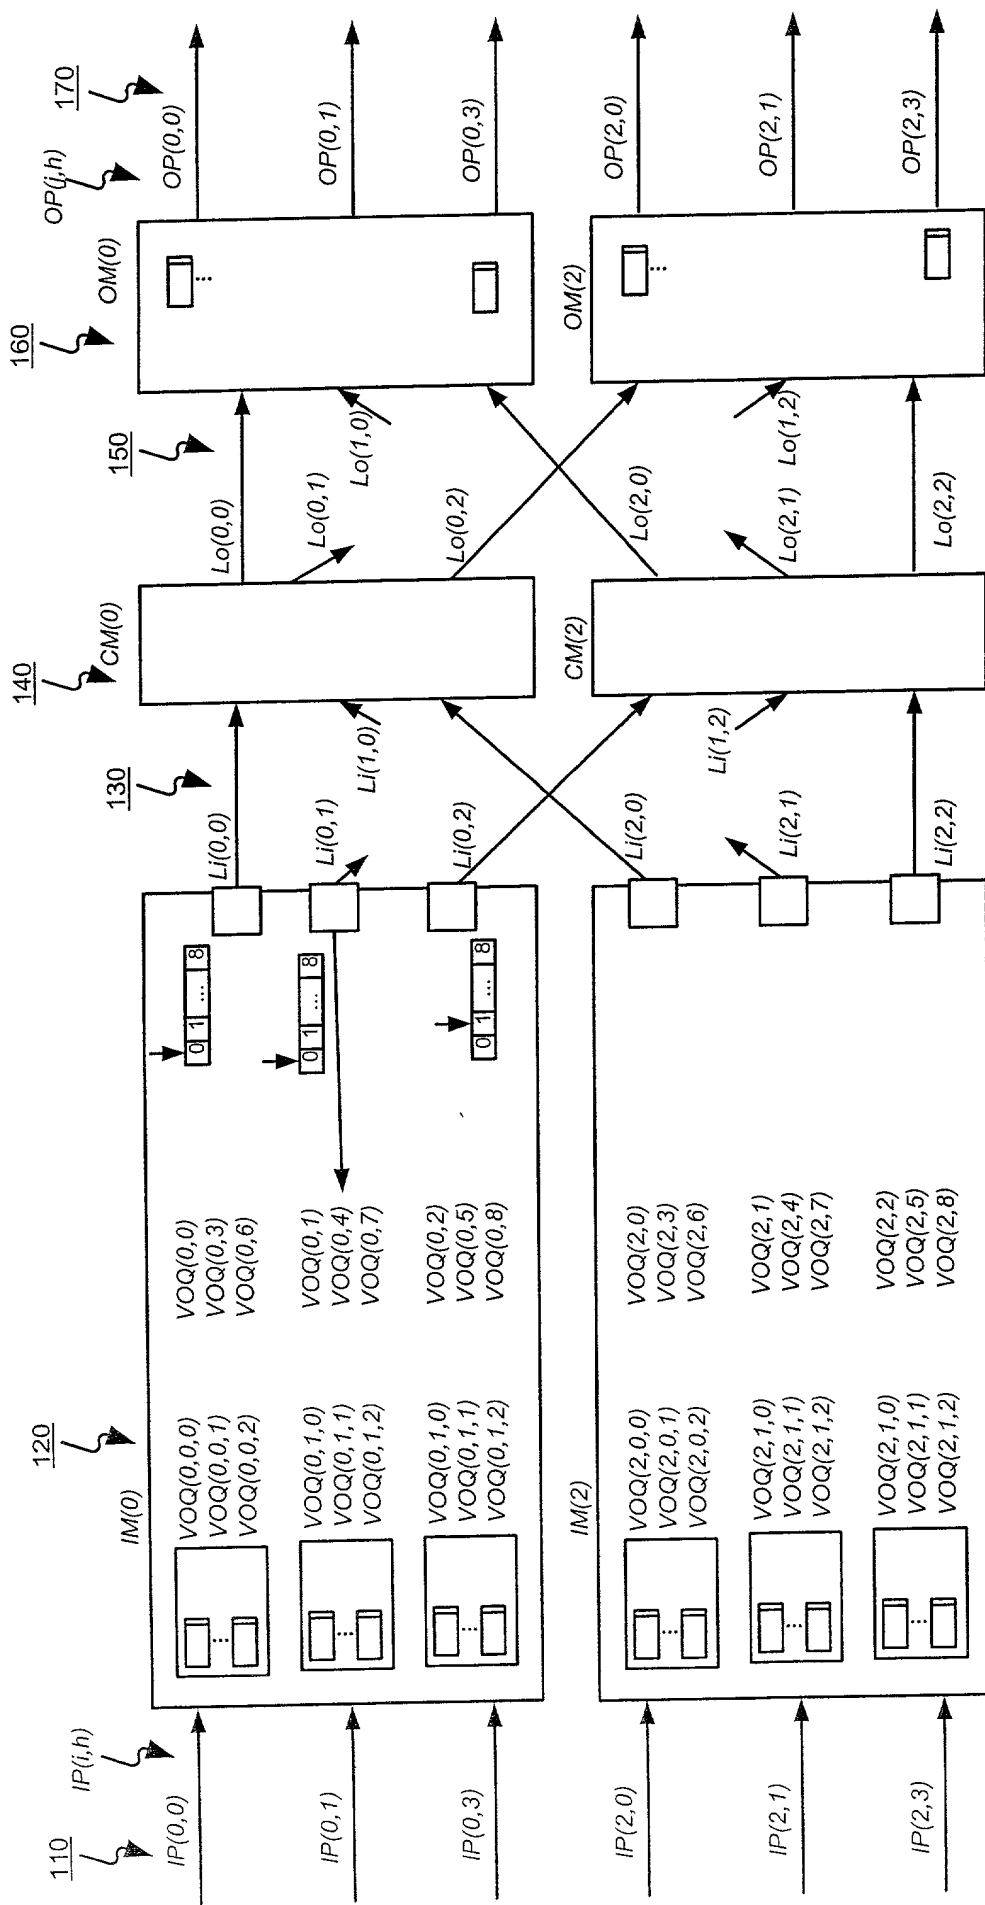 110
IP(i,h)
120
130
140
150
160
OP(j,h)
170
IM(0)
CM(0)
OM(0)
IP(0,0)
VOQ(0,0,0)
VOQ(0,0,1)
VOQ(0,0,2)
VOQ(0,0)
VOQ(0,3)
VOQ(0,6)
0 1 ... 8
Li(0,0)
Lo(0,0)
OP(0,0)
IP(0,1)
VOQ(0,1,0)
VOQ(0,1,1)
VOQ(0,1,2)
VOQ(0,1)
VOQ(0,4)
VOQ(0,7)
0 1 ... 8
Li(0,1)
Li(1,0)
Lo(0,1)
Lo(1,0)
OP(0,1)
IP(0,3)
VOQ(0,1,0)
VOQ(0,1,1)
VOQ(0,1,2)
VOQ(0,2)
VOQ(0,5)
VOQ(0,8)
0 1 ... 8
Li(0,2)
Lo(0,2)
OP(0,3)
IM(2)
CM(2)
OM(2)
IP(2,0)
VOQ(2,0,0)
VOQ(2,0,1)
VOQ(2,0,2)
VOQ(2,0)
VOQ(2,3)
VOQ(2,6)
Li(2,0)
Lo(2,0)
OP(2,0)
IP(2,1)
VOQ(2,1,0)
VOQ(2,1,1)
VOQ(2,1,2)
VOQ(2,1)
VOQ(2,4)
VOQ(2,7)
Li(2,1)
Li(1,2)
Lo(2,1)
Lo(1,2)
OP(2,1)
IP(2,3)
VOQ(2,1,0)
VOQ(2,1,1)
VOQ(2,1,2)
VOQ(2,2)
VOQ(2,5)
VOQ(2,8)
Li(2,2)
Lo(2,2)
OP(2,3)